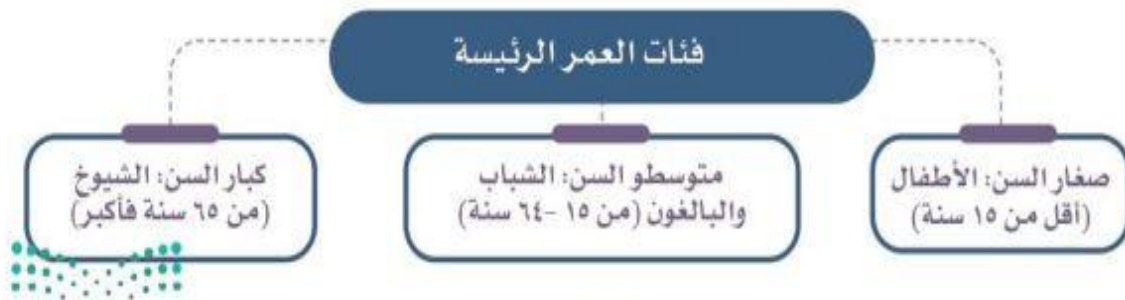 فئات العمر الرئيسة
صغار السن: الأطفال
(أقل من ١٥ سنة)
متوسطو السن: الشباب
والبالغون (من ١٥ -٦٤ سنة)
كبار السن: الشيوخ
(من ٦٥ سنة فأكبر)